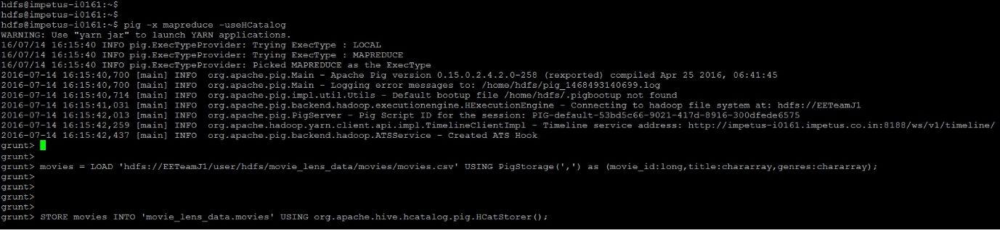 hdfs@impetus-i0161:~$
hdfs@impetus-i0161:~$
hdfs@impetus-i0161:~$ pig -x mapreduce -useHCatalog
WARNING: Use "yarn jar" to launch YARN applications.
16/07/14 16:15:40 INFO pig.ExecTypeProvider: Trying ExecType : LOCAL
16/07/14 16:15:40 INFO pig.ExecTypeProvider: Trying ExecType : MAPREDUCE
16/07/14 16:15:40 INFO pig.ExecTypeProvider: Picked MAPREDUCE as the ExecType
2016-07-14 16:15:40,700 [main] INFO  org.apache.pig.Main - Apache Pig version 0.15.0.2.4.2.0-258 (rexported) compiled Apr 25 2016, 06:41:45
2016-07-14 16:15:40,700 [main] INFO  org.apache.pig.Main - Logging error messages to: /home/hdfs/pig_1468493140699.log
2016-07-14 16:15:40,714 [main] INFO  org.apache.pig.impl.util.Utils - Default bootup file /home/hdfs/.pigbootup not found
2016-07-14 16:15:41,031 [main] INFO  org.apache.pig.backend.hadoop.executionengine.HExecutionEngine - Connecting to hadoop file system at: hdfs://EETeamJ1
2016-07-14 16:15:42,013 [main] INFO  org.apache.pig.PigServer - Pig Script ID for the session: PIG-default-53bd5c66-9021-417d-8916-300dfede6575
2016-07-14 16:15:42,259 [main] INFO  org.apache.hadoop.yarn.client.api.impl.TimelineClientImpl - Timeline service address: http://impetus-i0161.impetus.co.in:8188/ws/v1/timeline/
2016-07-14 16:15:42,437 [main] INFO  org.apache.pig.backend.hadoop.ATSService - Created ATS Hook
grunt>
grunt>
grunt> movies = LOAD 'hdfs://EETeamJ1/user/hdfs/movie_lens_data/movies/movies.csv' USING PigStorage(',') as (movie_id:long,title:chararray,genres:chararray);
grunt>
grunt>
grunt>
grunt>
grunt> STORE movies INTO 'movie_lens_data.movies' USING org.apache.hive.hcatalog.pig.HCatStorer();